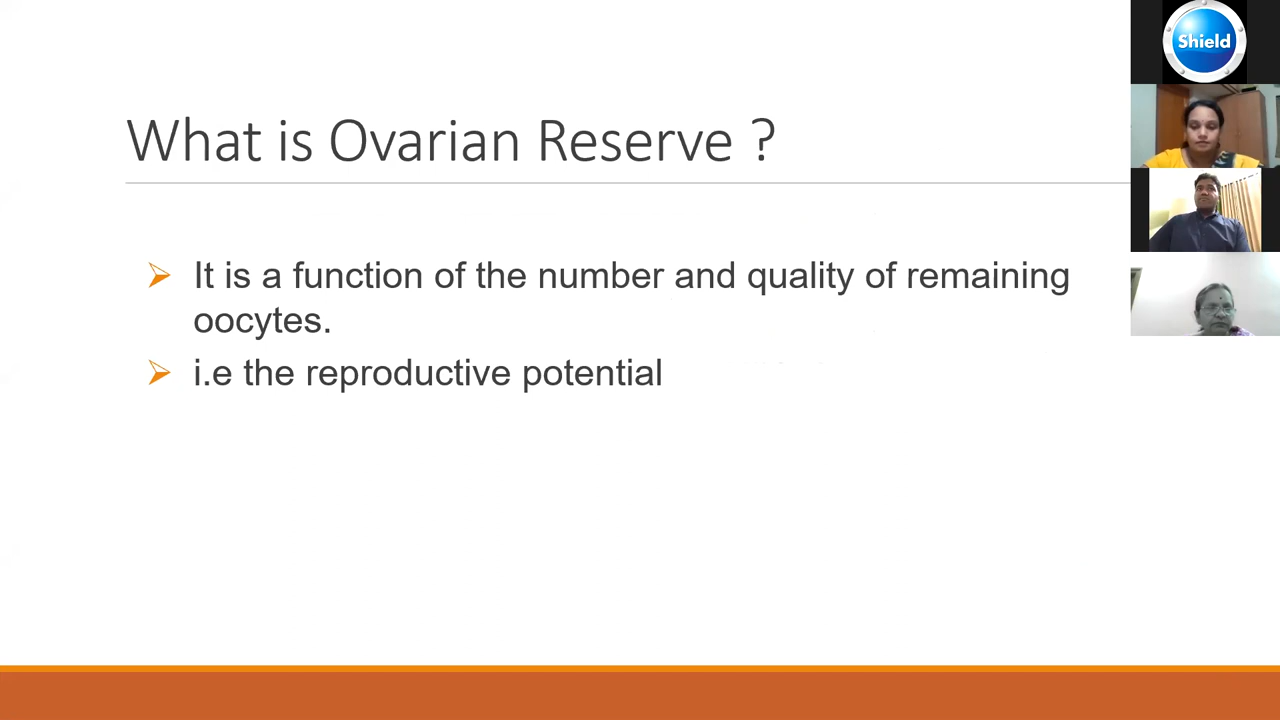 What is Ovarian Reserve ?
It is a function of the number and quality of remaining
oocytes.
i.e the reproductive potential
Shield